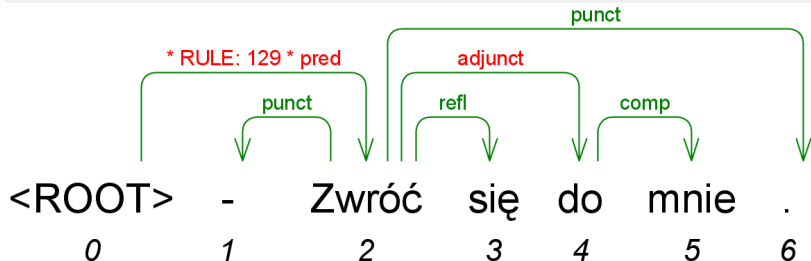 punct
* RULE: 129 * pred adjunct
punct refl comp
<ROOT> - Zwróć się do mnie .
0 1 2 3 4 5 6